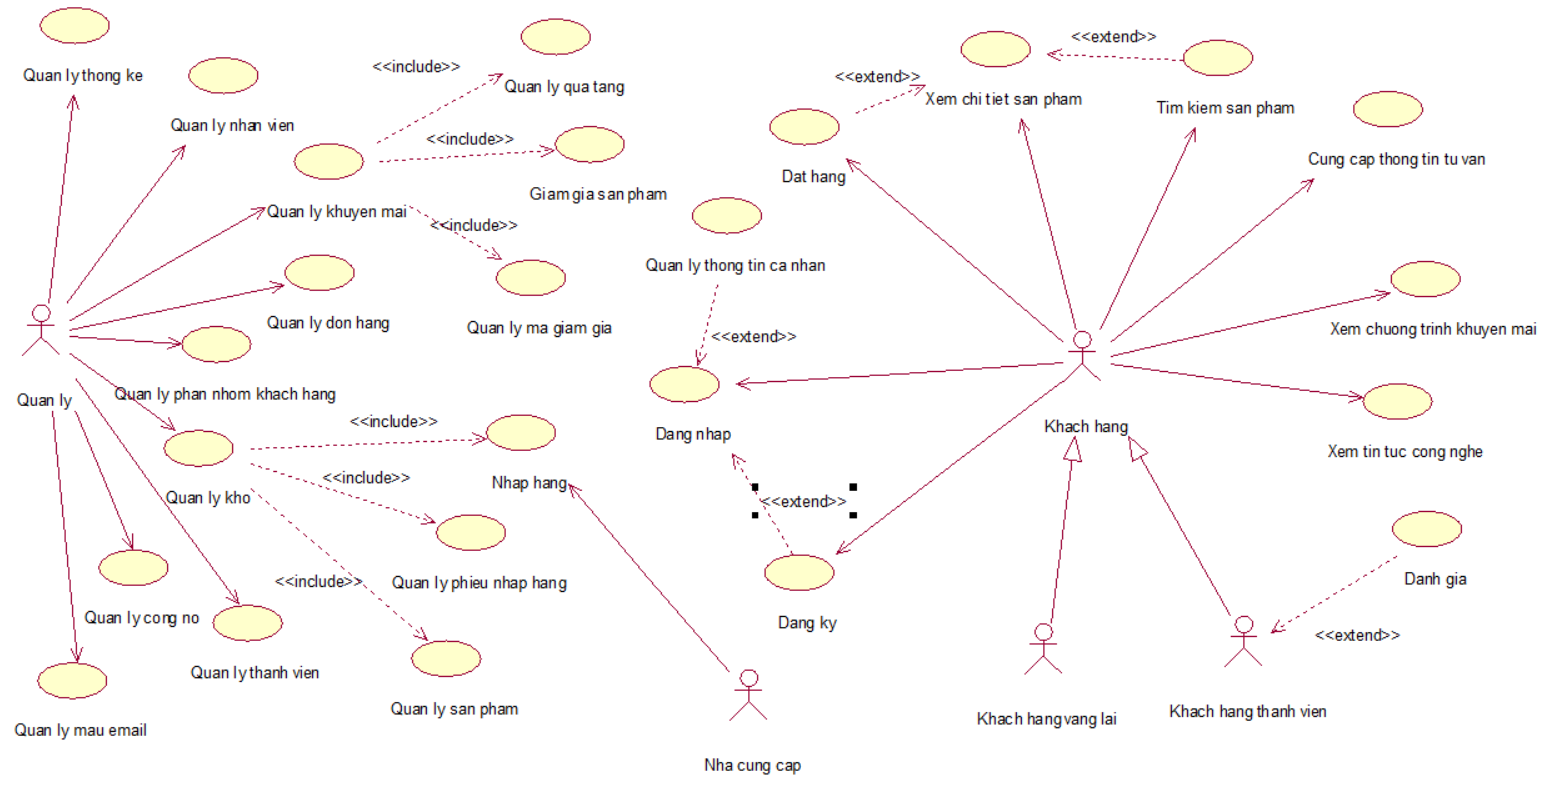 Quan ly thong ke
Quan ly nhan vien
<<include>>
Quan ly qua tang
<<include>>
Giam gia san pham
Quan ly khuyen mai
<<include>>
Quan ly ma giam gia
Quan ly don hang
Quan ly phan nhom khach hang
Quan ly
<<include>>
Nhap hang
Quan ly kho
<<include>>
Quan ly phieu nhap hang
<<include>>
Quan ly san pham
Quan ly cong no
Quan ly thanh vien
Quan ly mau email
Nha cung cap
<<extend>>
<<extend>>
Xem chi tiet san pham
Tim kiem san pham
Dat hang
Cung cap thong tin tu van
Quan ly thong tin ca nhan
<<extend>>
Xem chuong trinh khuyen mai
Dang nhap
Khach hang
Xem tin tuc cong nghe
<<extend>>
Dang ky
Danh gia
<<extend>>
Khach hang vang lai
Khach hang thanh vien